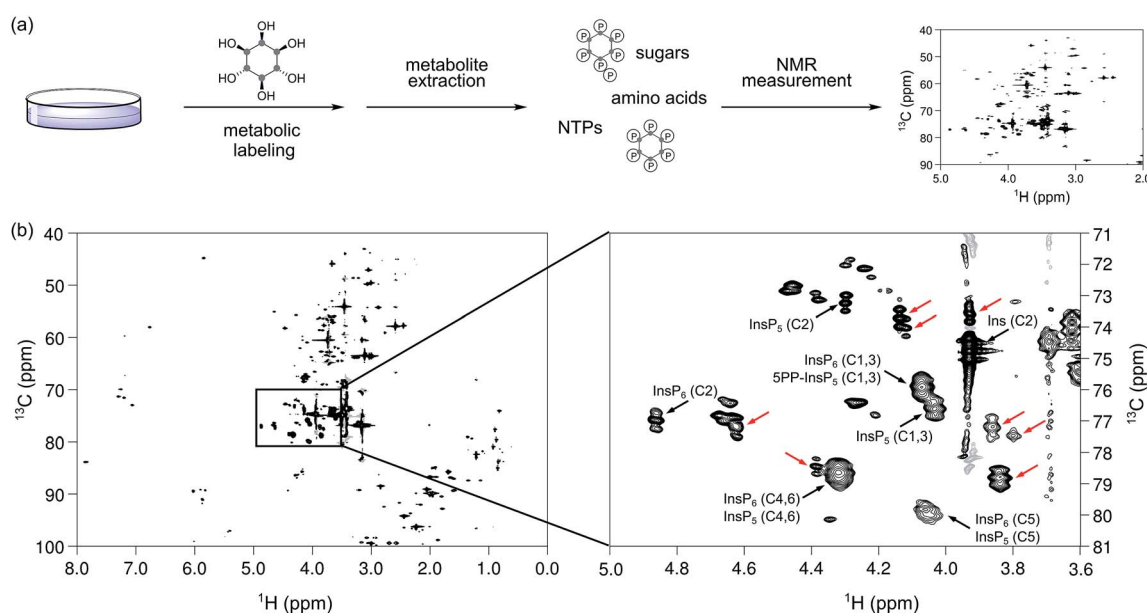 (a)
OH
HO OH
HO OH
OH
metabolic
labeling
metabolite
extraction
P P
P P
P P
P
sugars
amino acids
NTPs
P
P P
P P
P
NMR
measurement
40
50
60
70
80
90
13C (ppm)
5.0 4.0 3.0 2.0
1H (ppm)
(b)
40
50
60
70
80
90
100
13C (ppm)
8.0 7.0 6.0 5.0 4.0 3.0 2.0 1.0 0.0
1H (ppm)
71
72
73
74
75
76
77
78
79
80
81
13C (ppm)
InsP5 (C2)
Ins (C2)
InsP6 (C1,3)
5PP-InsP5 (C1,3)
InsP6 (C2)
InsP5 (C1,3)
InsP6 (C4,6)
InsP5 (C4,6)
InsP6 (C5)
InsP5 (C5)
5.0 4.8 4.6 4.4 4.2 4.0 3.8 3.6
1H (ppm)